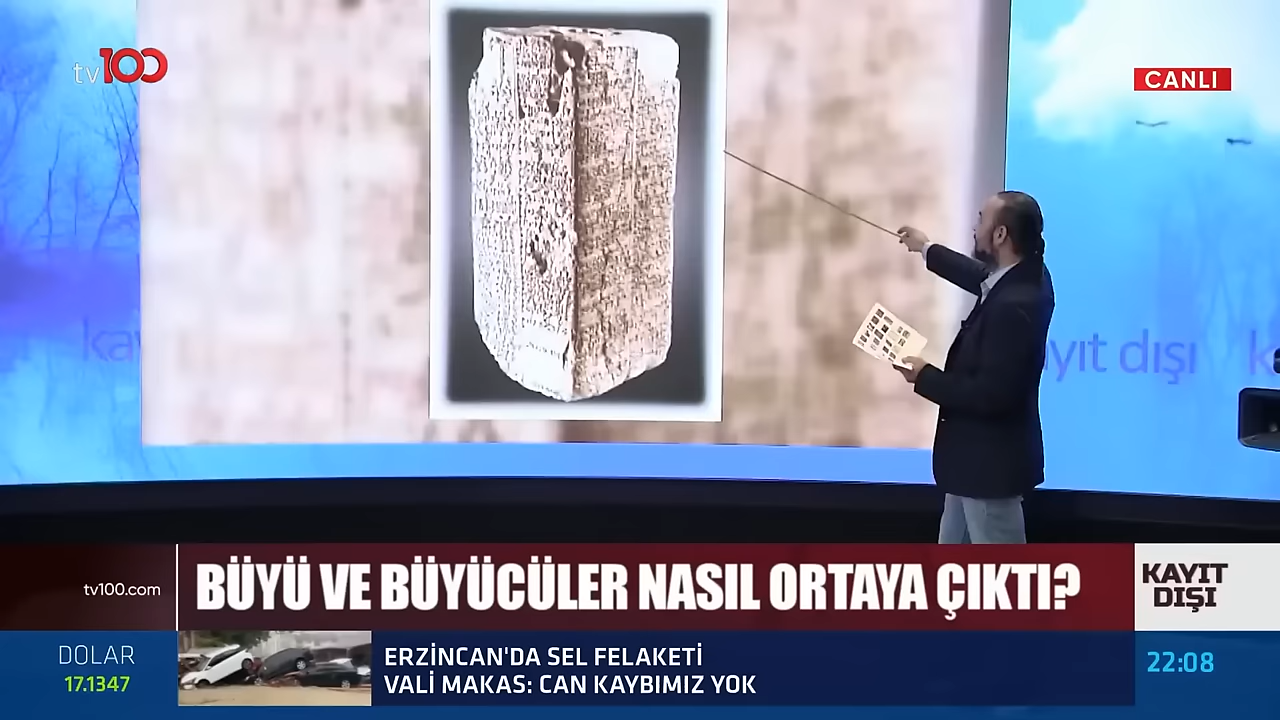 tv100
CANLI
kayıt dışı
tv100.com
BÜYÜ VE BÜYÜCÜLER NASIL ORTAYA ÇIKTI?
KAYIT
DIŞI
DOLAR
17.1347
ERZİNCAN'DA SEL FELAKETİ
VALİ MAKAS: CAN KAYBIMIZ YOK
22:08